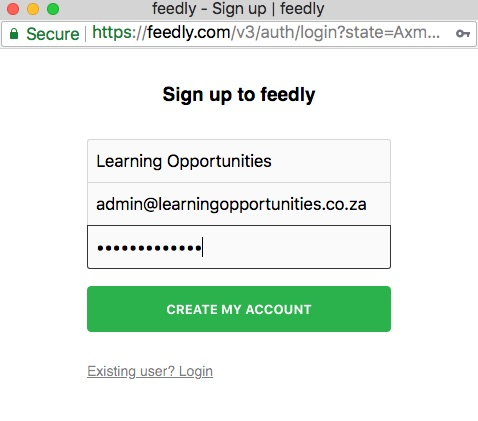 feedly - Sign up | feedly
Secure | https://feedly.com/v3/auth/login?state=Axm...
Sign up to feedly
Learning Opportunities
admin@learningopportunities.co.za
•••••••••••••
CREATE MY ACCOUNT
Existing user? Login